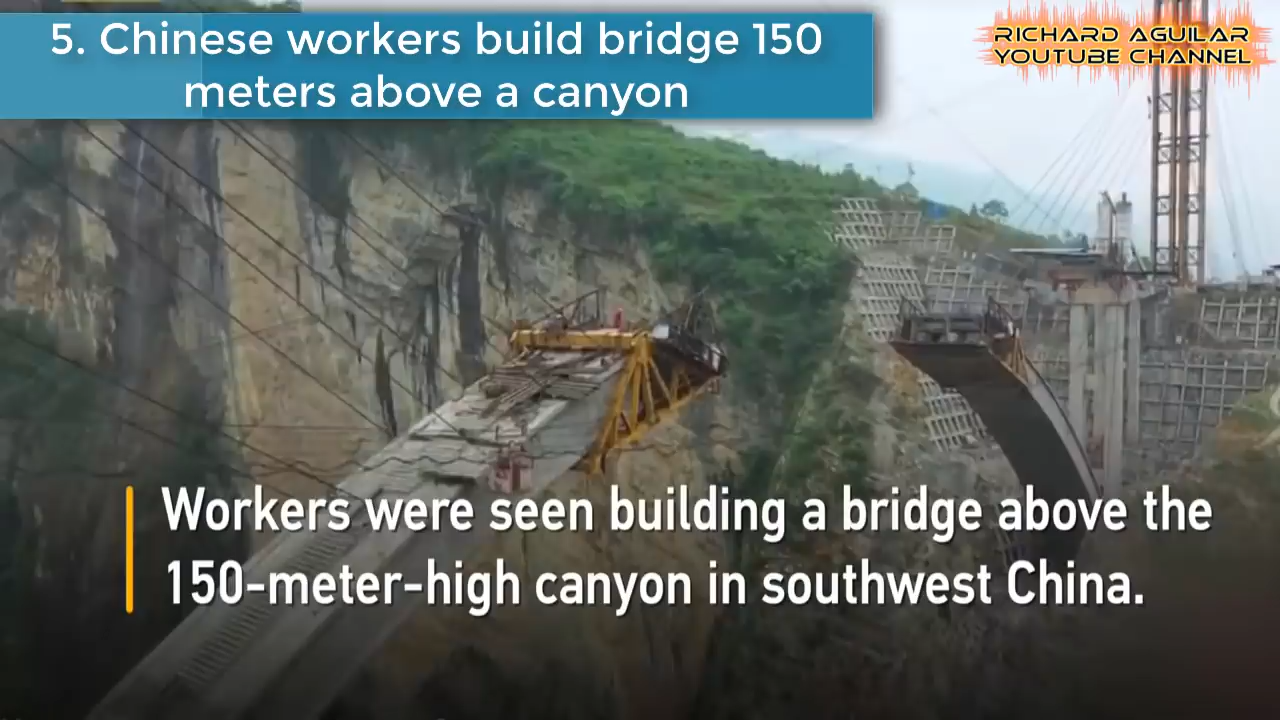 5. Chinese workers build bridge 150
meters above a canyon
RICHARD AGUILAR
YOUTUBE CHANNEL
Workers were seen building a bridge above the
150-meter-high canyon in southwest China.